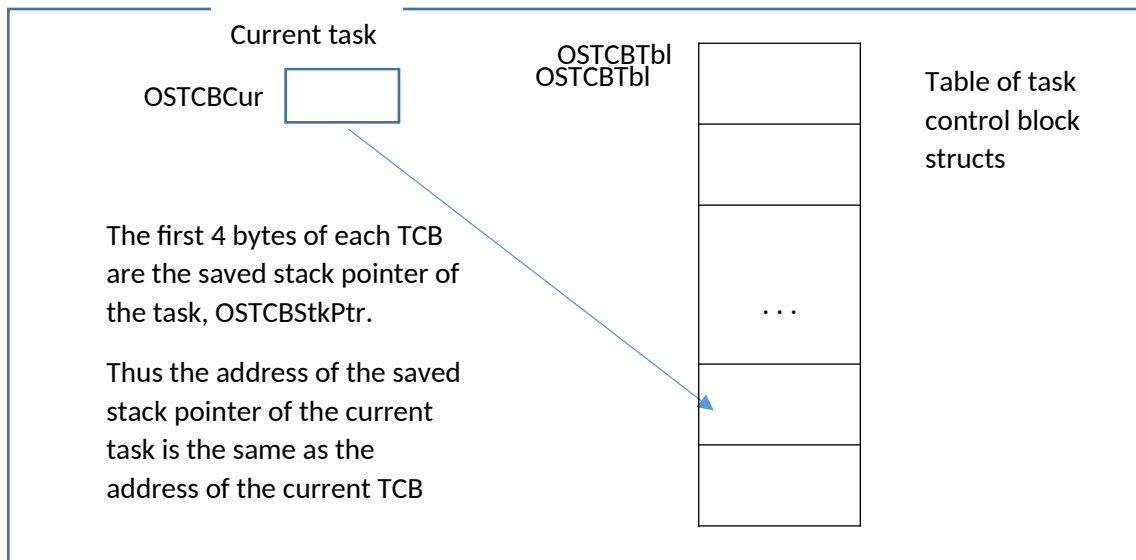 Current task
OSTCBCur
OSTCBTbl
OSTCBTbl
Table of task
control block
structs
The first 4 bytes of each TCB
are the saved stack pointer of
the task, OSTCBStkPtr.
Thus the address of the saved
stack pointer of the current
task is the same as the
address of the current TCB
. . .